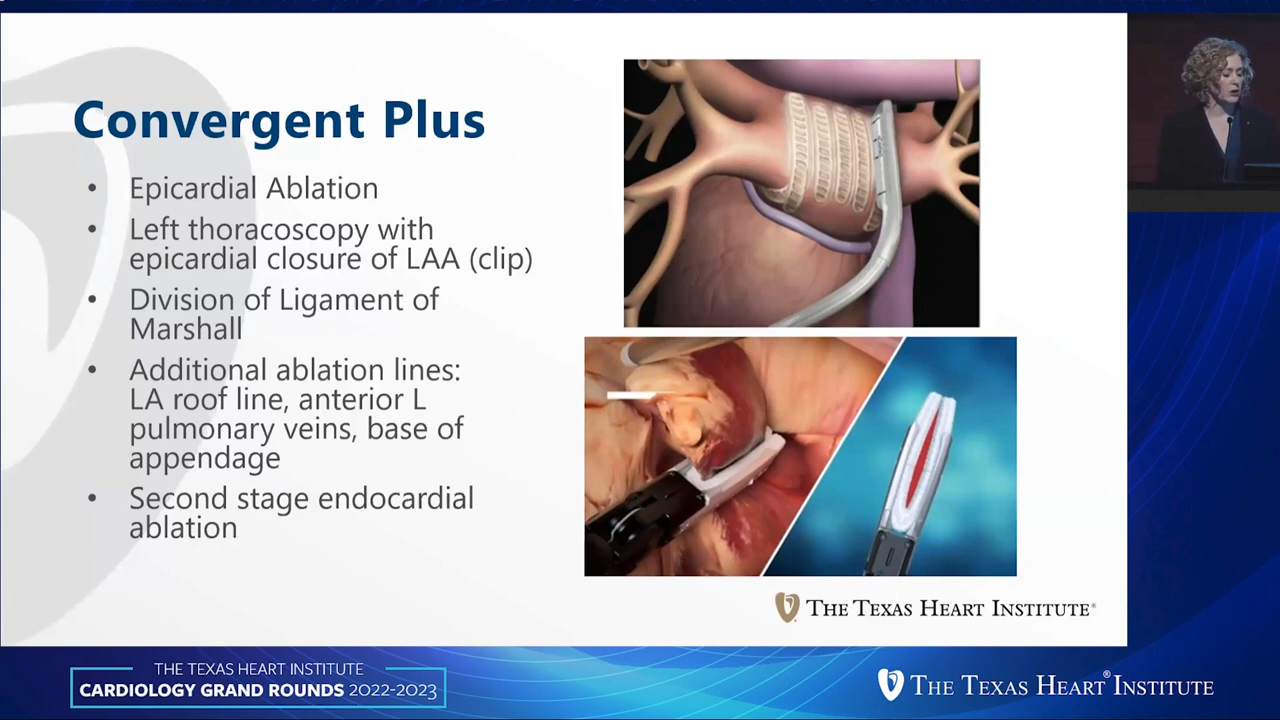 Convergent Plus
• Epicardial Ablation
• Left thoracoscopy with
epicardial closure of LAA (clip)
• Division of Ligament of
Marshall
• Additional ablation lines:
LA roof line, anterior L
pulmonary veins, base of
appendage
• Second stage endocardial
ablation
THE TEXAS HEART INSTITUTE®
THE TEXAS HEART INSTITUTE
CARDIOLOGY GRAND ROUNDS 2022-2023
THE TEXAS HEART® INSTITUTE